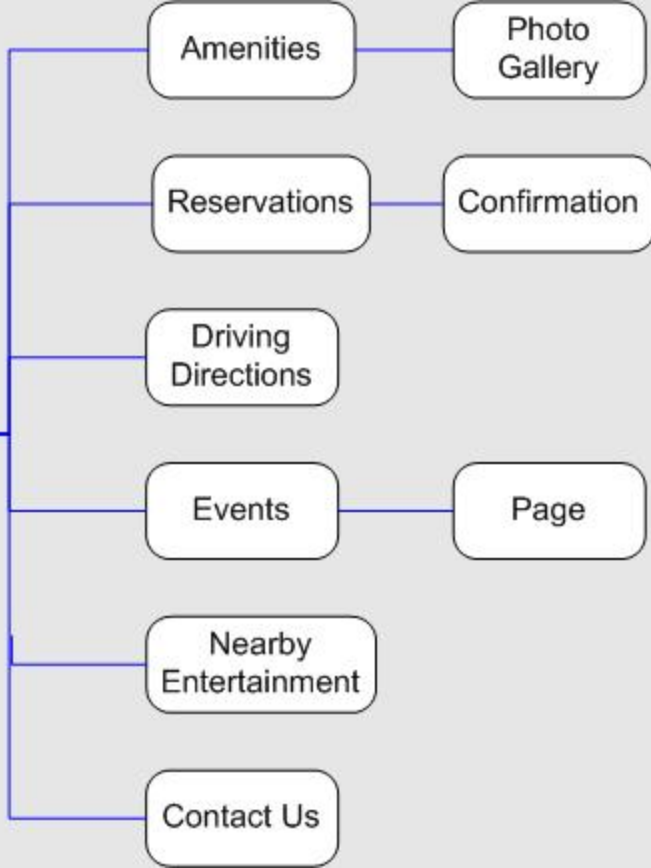 Amenities
Photo
Gallery
Reservations
Confirmation
Driving
Directions
Events
Page
Nearby
Entertainment
Contact Us